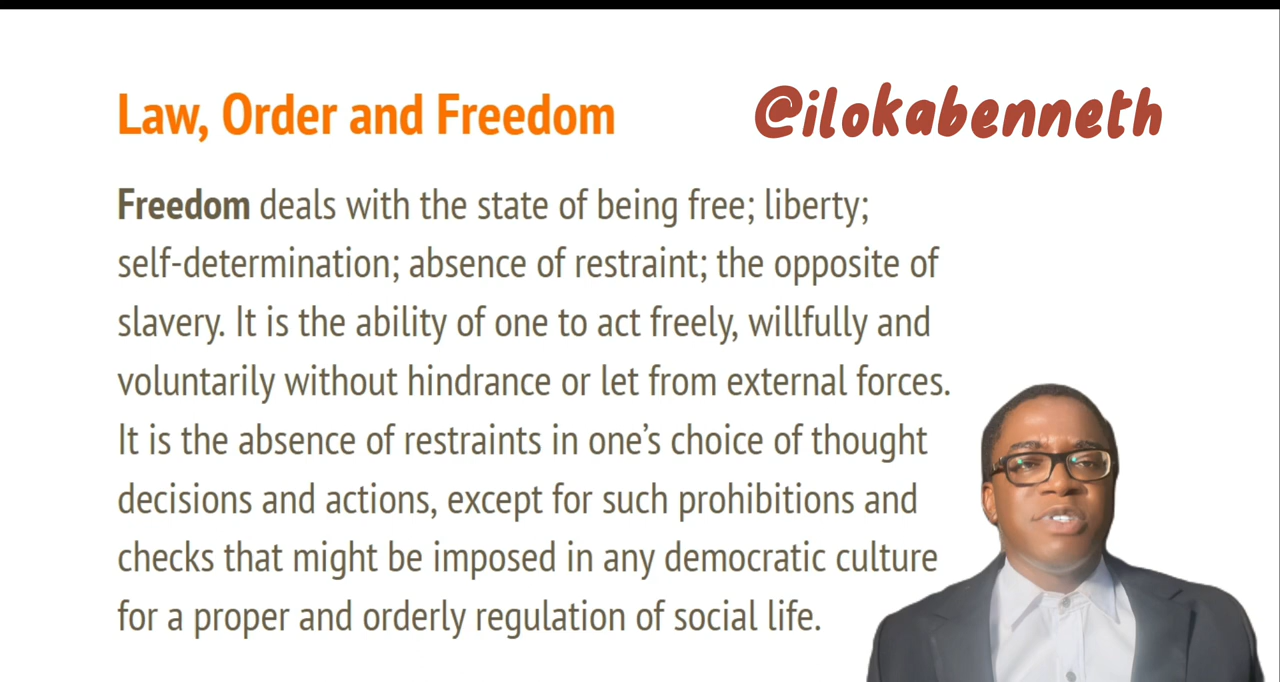 Law, Order and Freedom
@ilokabenneth
Freedom deals with the state of being free; liberty;
self-determination; absence of restraint; the opposite of
slavery. It is the ability of one to act freely, willfully and
voluntarily without hindrance or let from external forces.
It is the absence of restraints in one’s choice of thought
decisions and actions, except for such prohibitions and
checks that might be imposed in any democratic culture
for a proper and orderly regulation of social life.